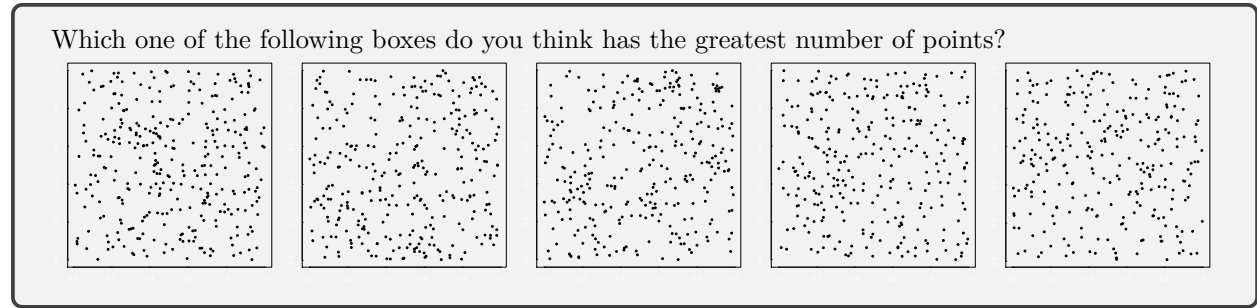 Which one of the following boxes do you think has the greatest number of points?